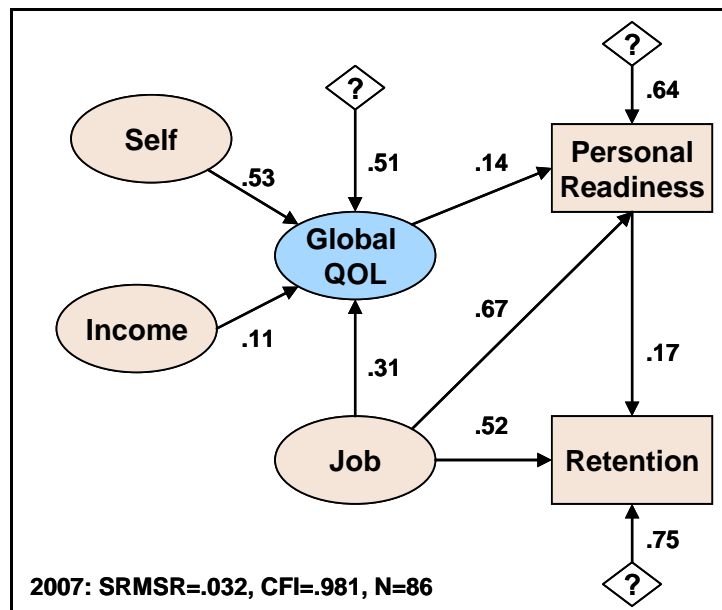 ?
.64
Personal
Readiness
?
.51
.14
Self
.53
Global
QOL
Income
.11
.67
.31
.17
Job
.52
Retention
.75
?
2007: SRMSR=.032, CFI=.981, N=86